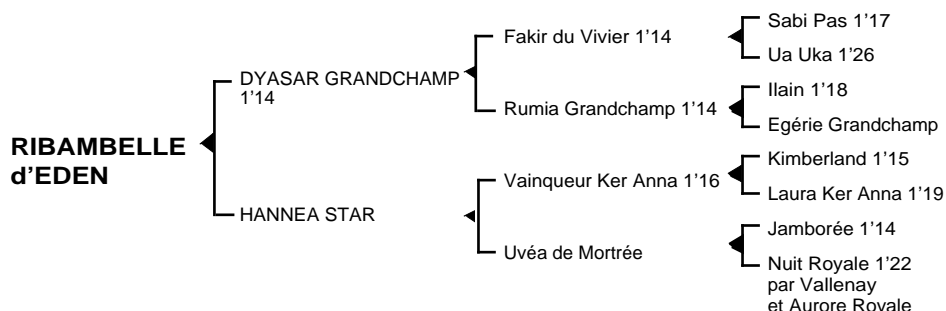 RIBAMBELLE
d'EDEN
DYASAR GRANDCHAMP
1'14
HANNEA STAR
Fakir du Vivier 1'14
Rumia Grandchamp 1'14
Vainqueur Ker Anna 1'16
Uvéa de Mortrée
Sabi Pas 1'17
Ua Uka 1'26
Ilain 1'18
Egérie Grandchamp
Kimberland 1'15
Laura Ker Anna 1'19
Jamborée 1'14
Nuit Royale 1'22
par Vallenay
et Aurore Royale